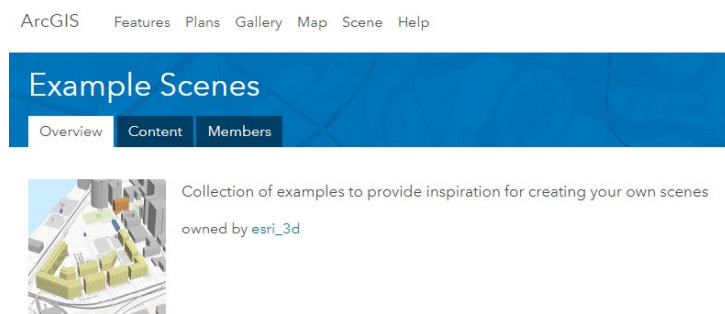 ArcGIS Features Plans Gallery Map Scene Help
Example Scenes
Overview Content Members
Collection of examples to provide inspiration for creating your own scenes
owned by esri_3d